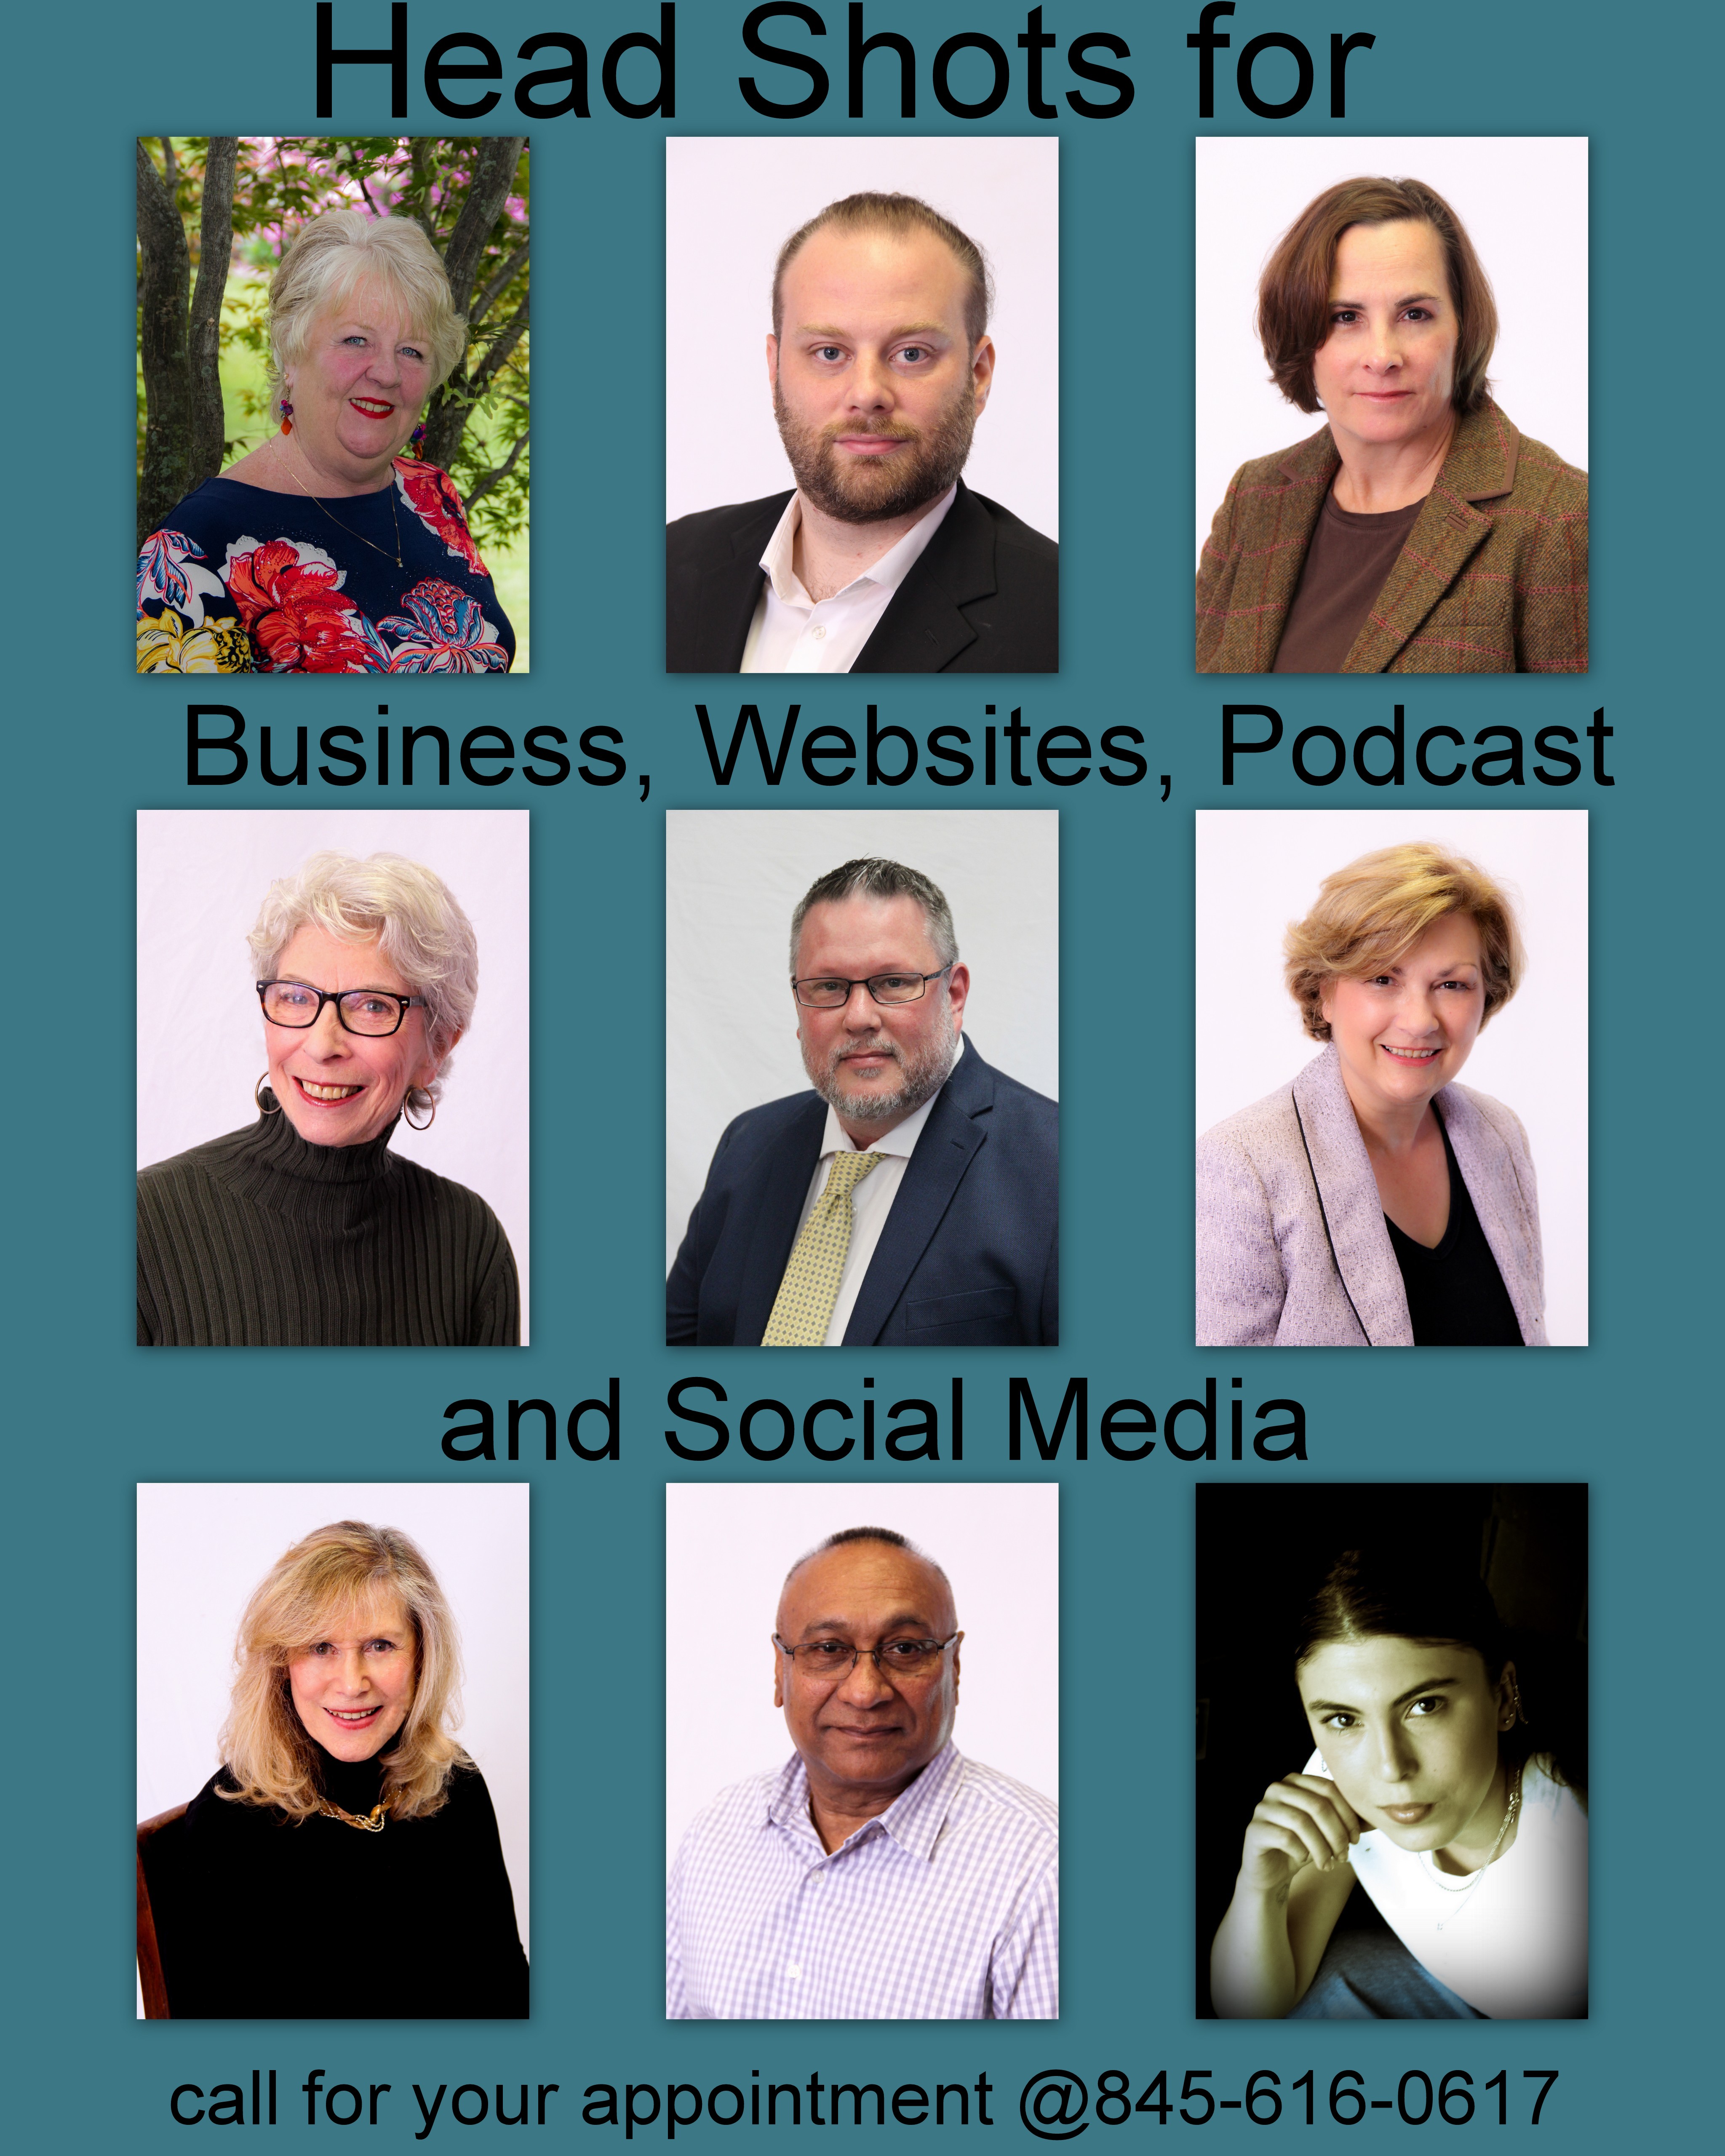 Head Shots for
Business, Websites, Podcast
and Social Media
call for your appointment @845-616-0617